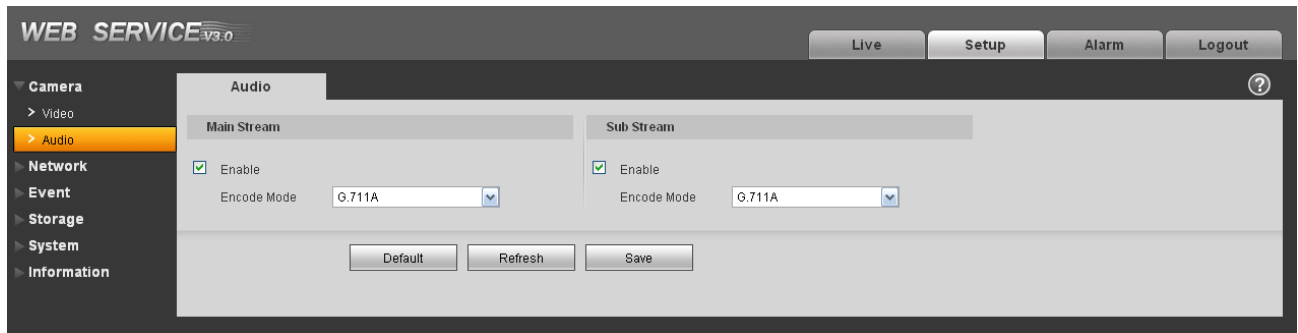 WEB SERVICE V3.0
Live Setup Alarm Logout
Camera
> Video
> Audio
Network
Event
Storage
System
Information
Audio
?
Main Stream
Enable
Encode Mode G.711A
Sub Stream
Enable
Encode Mode G.711A
Default Refresh Save